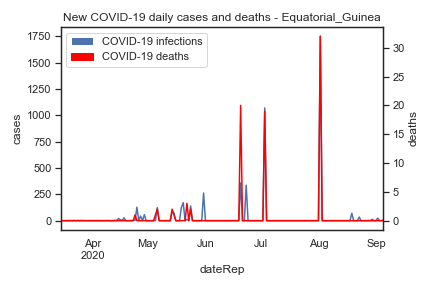 New COVID-19 daily cases and deaths - Equatorial_Guinea
COVID-19 infections
COVID-19 deaths
1750
1500
1250
1000
750
500
250
0
cases
30
25
20
15
10
5
0
deaths
Apr
2020
May
Jun
Jul
Aug
Sep
dateRep